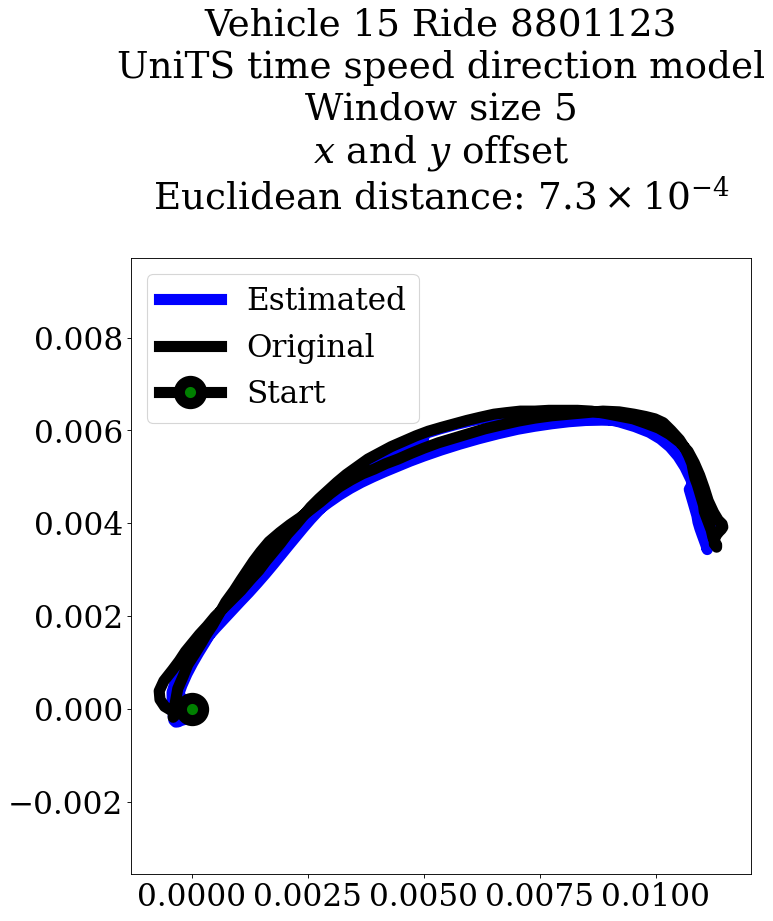 Vehicle 15 Ride 8801123
UniTS time speed direction model
Window size 5
x and y offset
Euclidean distance: 7.3 × 10⁻⁴
Estimated
Original
Start
0.008
0.006
0.004
0.002
0.000
−0.002
0.0000 0.0025 0.0050 0.0075 0.0100